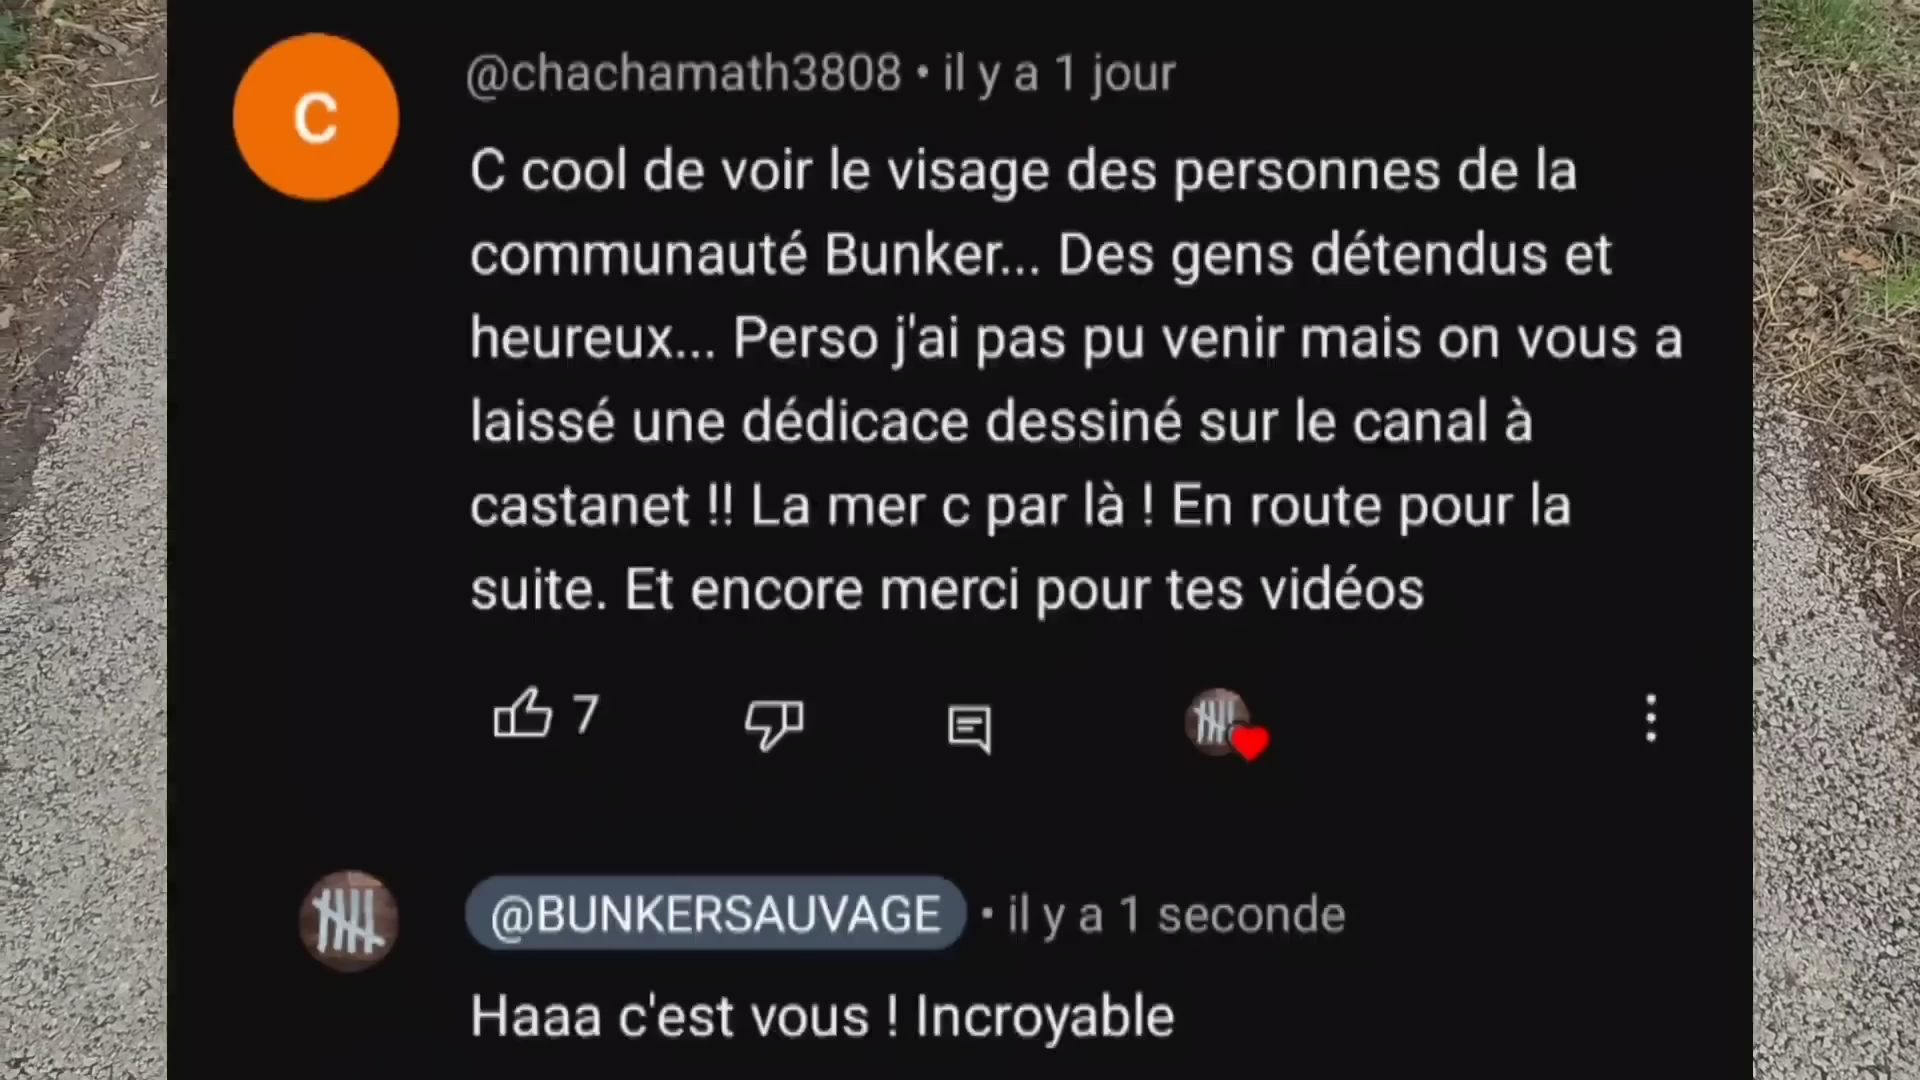 C
@chachamath3808 • il y a 1 jour
C cool de voir le visage des personnes de la
communauté Bunker... Des gens détendus et
heureux... Perso j'ai pas pu venir mais on vous a
laissé une dédicace dessiné sur le canal à
castanet !! La mer c par là ! En route pour la
suite. Et encore merci pour tes vidéos
7
@BUNKERSAUVAGE • il y a 1 seconde
Haaa c'est vous ! Incroyable